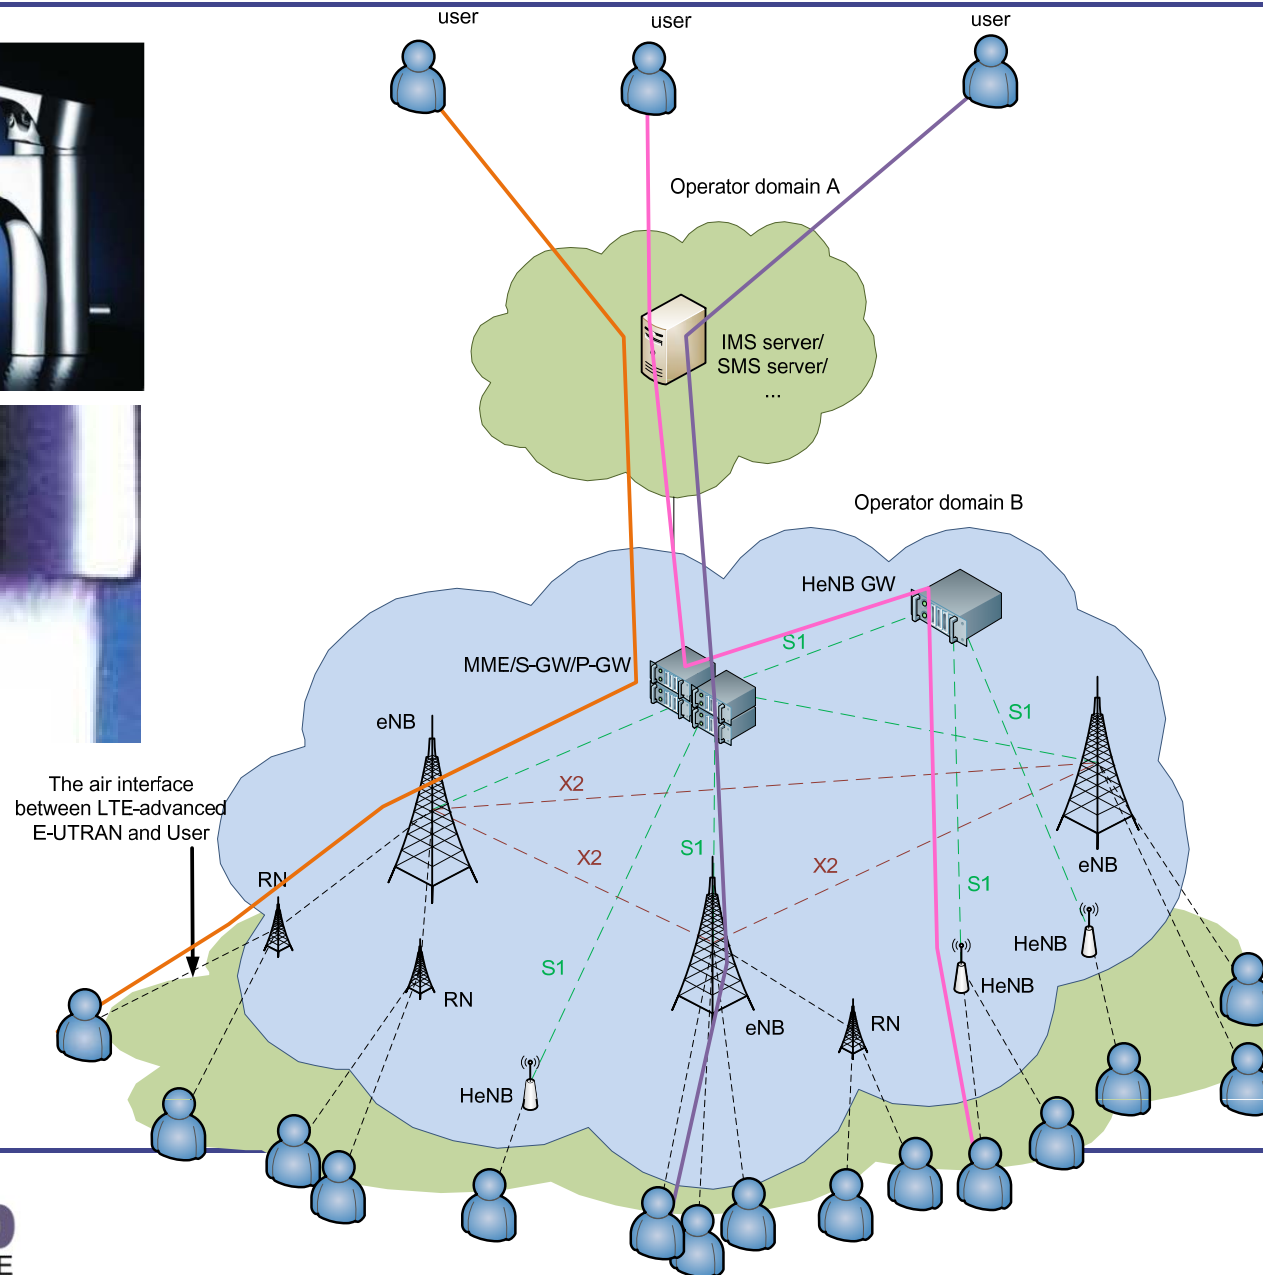 user
user
user
Operator domain A
IMS server/
SMS server/
...
Operator domain B
HeNB GW
S1
MME/S-GW/P-GW
S1
eNB
X2
The air interface
between LTE-advanced
E-UTRAN and User
X2
S1
X2
eNB
RN
S1
HeNB
S1
HeNB
RN
eNB
RN
HeNB
E